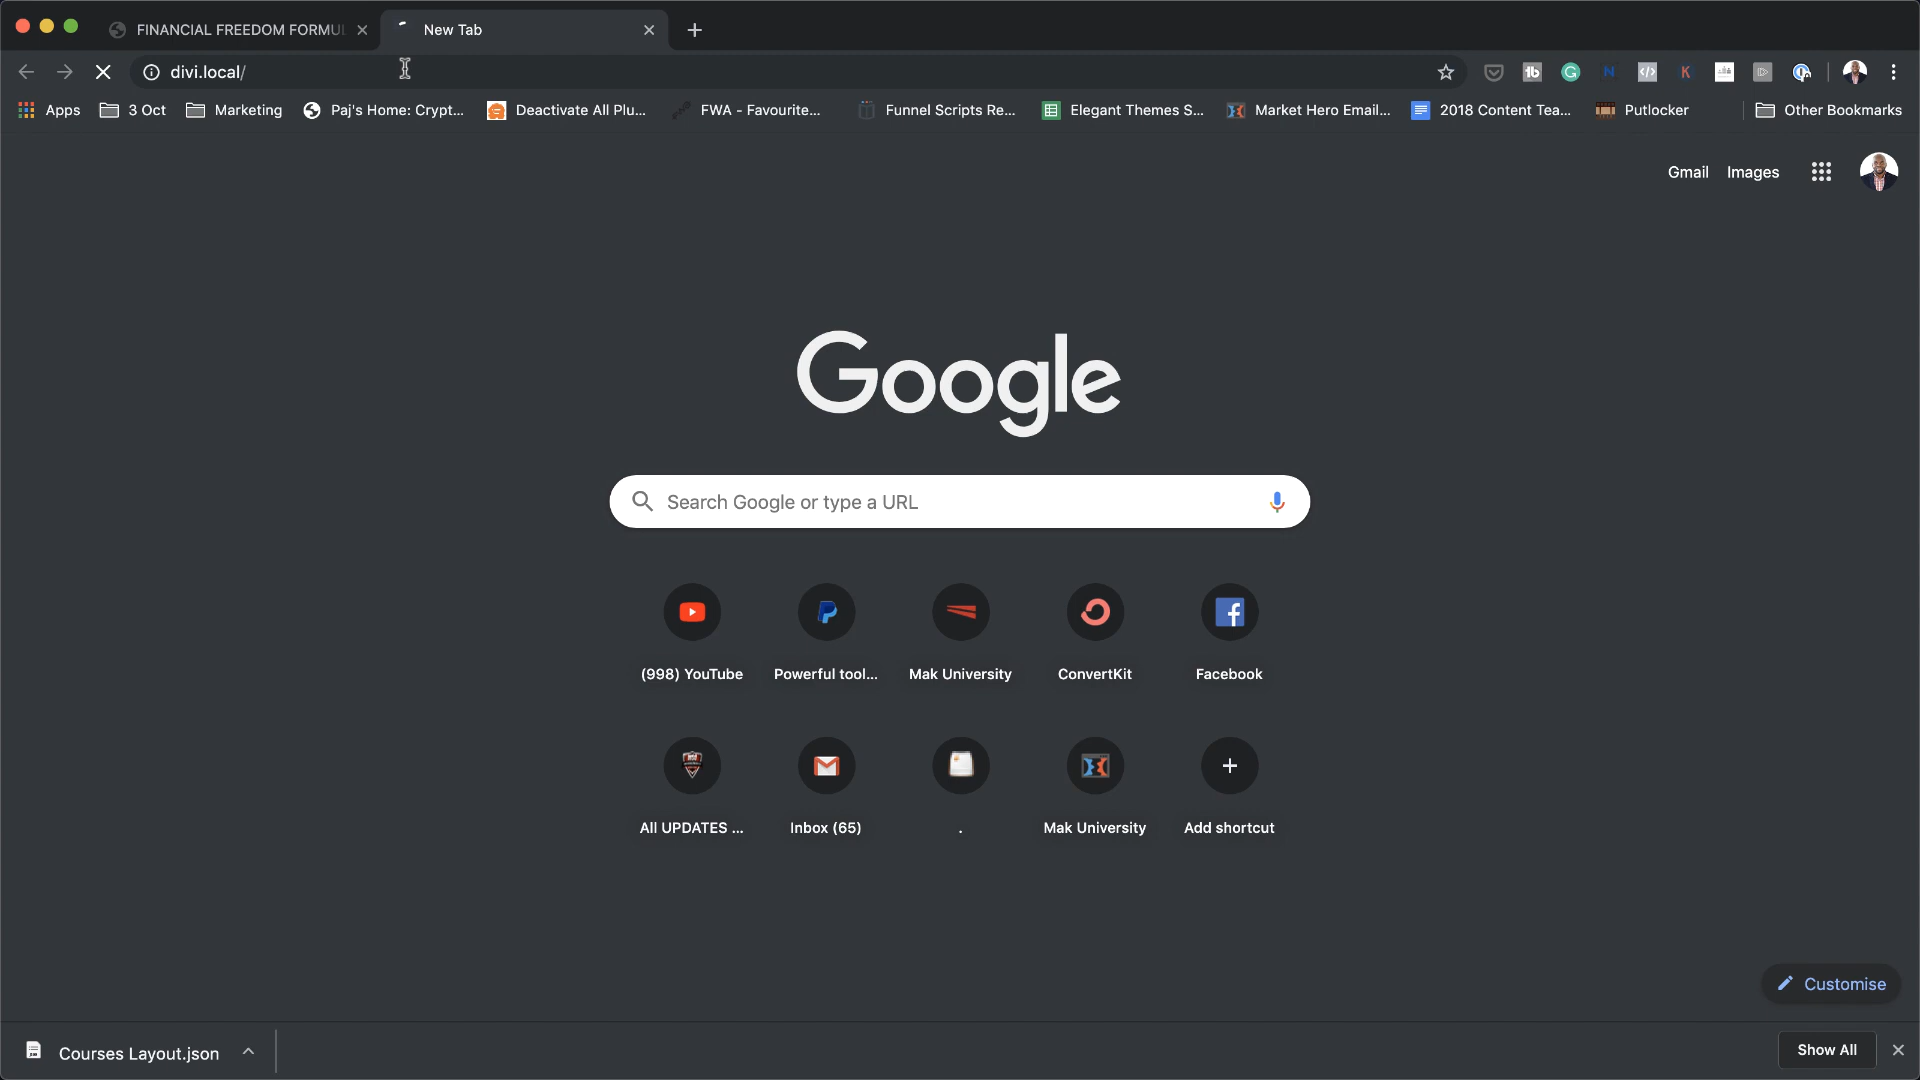 FINANCIAL FREEDOM FORMUL
New Tab
divi.local/
Apps
3 Oct
Marketing
Paj's Home: Crypt...
Deactivate All Plu...
FWA - Favourite...
Funnel Scripts Re...
Elegant Themes S...
Market Hero Email...
2018 Content Tea...
Putlocker
Other Bookmarks
Gmail
Images
Google
Search Google or type a URL
(998) YouTube
Powerful tool...
Mak University
ConvertKit
Facebook
All UPDATES ...
Inbox (65)
.
Mak University
Add shortcut
Customise
Courses Layout.json
Show All